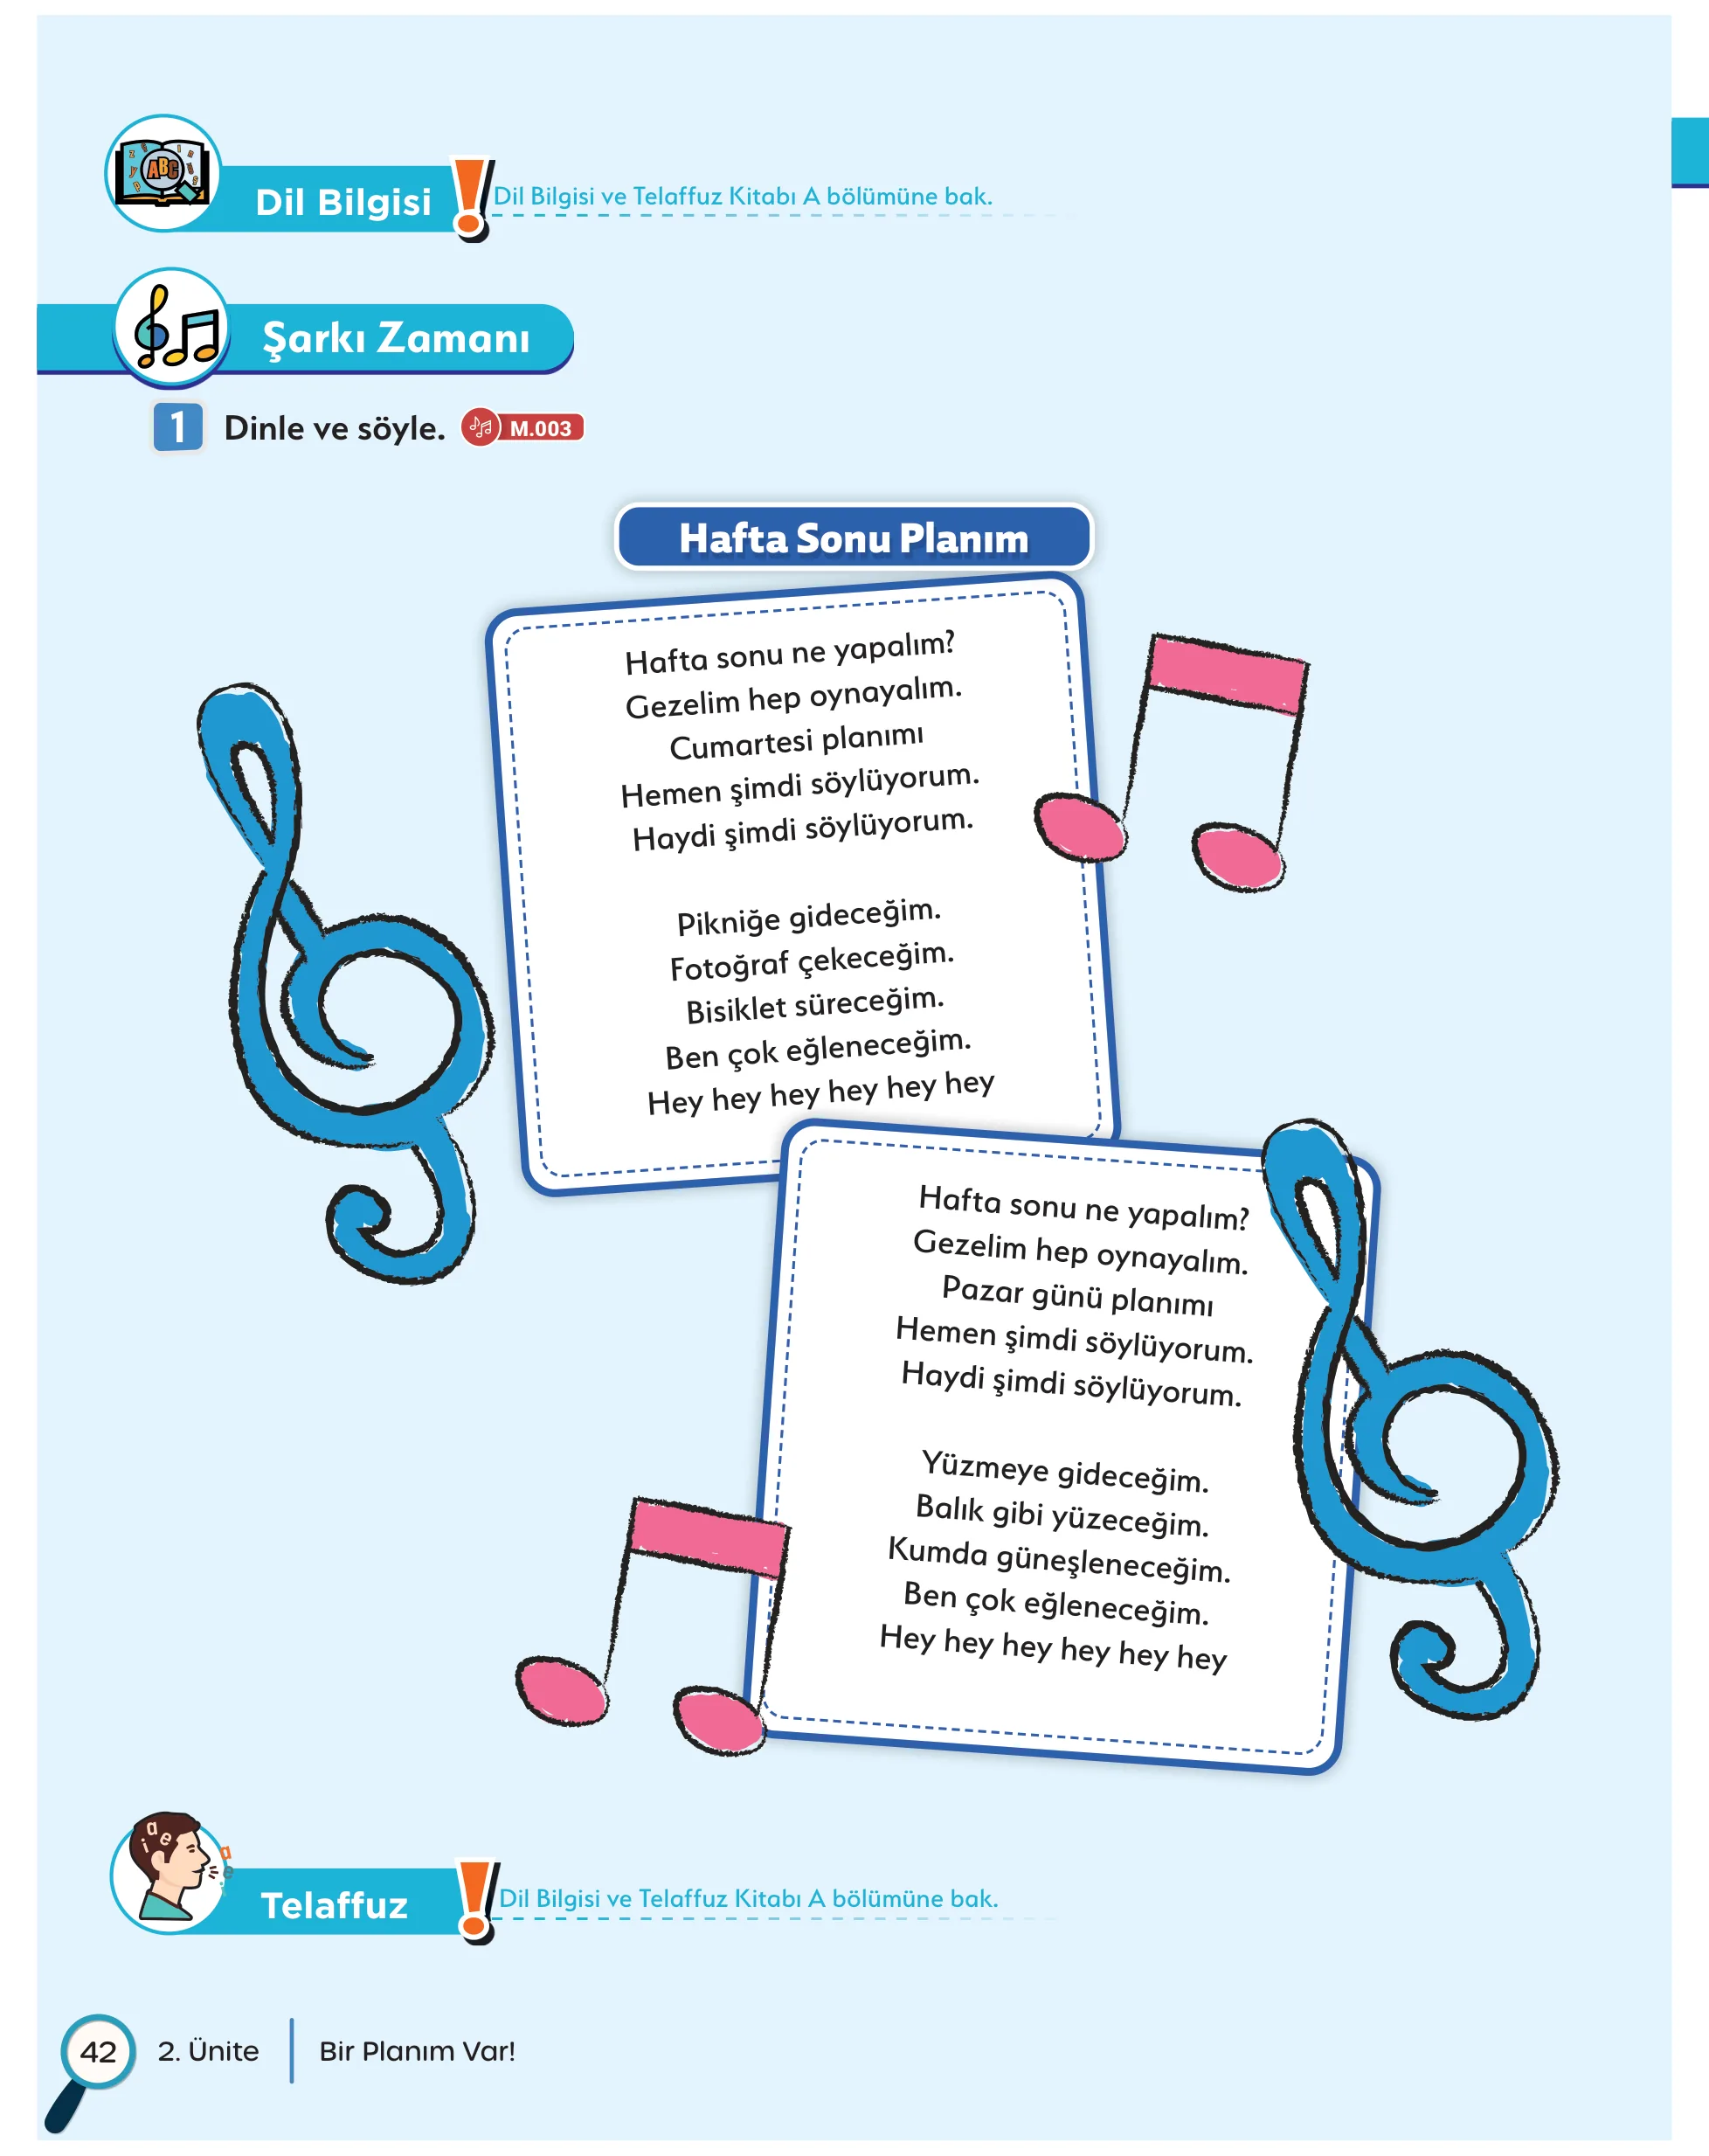 Dil Bilgisi
Dil Bilgisi ve Telaffuz Kitabı A bölümüne bak.
Şarkı Zamanı
1 Dinle ve söyle. M.003
Hafta Sonu Planım
Hafta sonu ne yapalım?
Gezelim hep oynayalım.
Cumartesi planımı
Hemen şimdi söylüyorum.
Haydi şimdi söylüyorum.
Pikniğe gideceğim.
Fotoğraf çekeceğim.
Bisiklet süreceğim.
Ben çok eğleneceğim.
Hey hey hey hey hey hey
Hafta sonu ne yapalım?
Gezelim hep oynayalım.
Pazar günü planımı
Hemen şimdi söylüyorum.
Haydi şimdi söylüyorum.
Yüzmeye gideceğim.
Balık gibi yüzeceğim.
Kumda güneşleneceğim.
Ben çok eğleneceğim.
Hey hey hey hey hey hey
Telaffuz
Dil Bilgisi ve Telaffuz Kitabı A bölümüne bak.
42 2. Ünite Bir Planım Var!